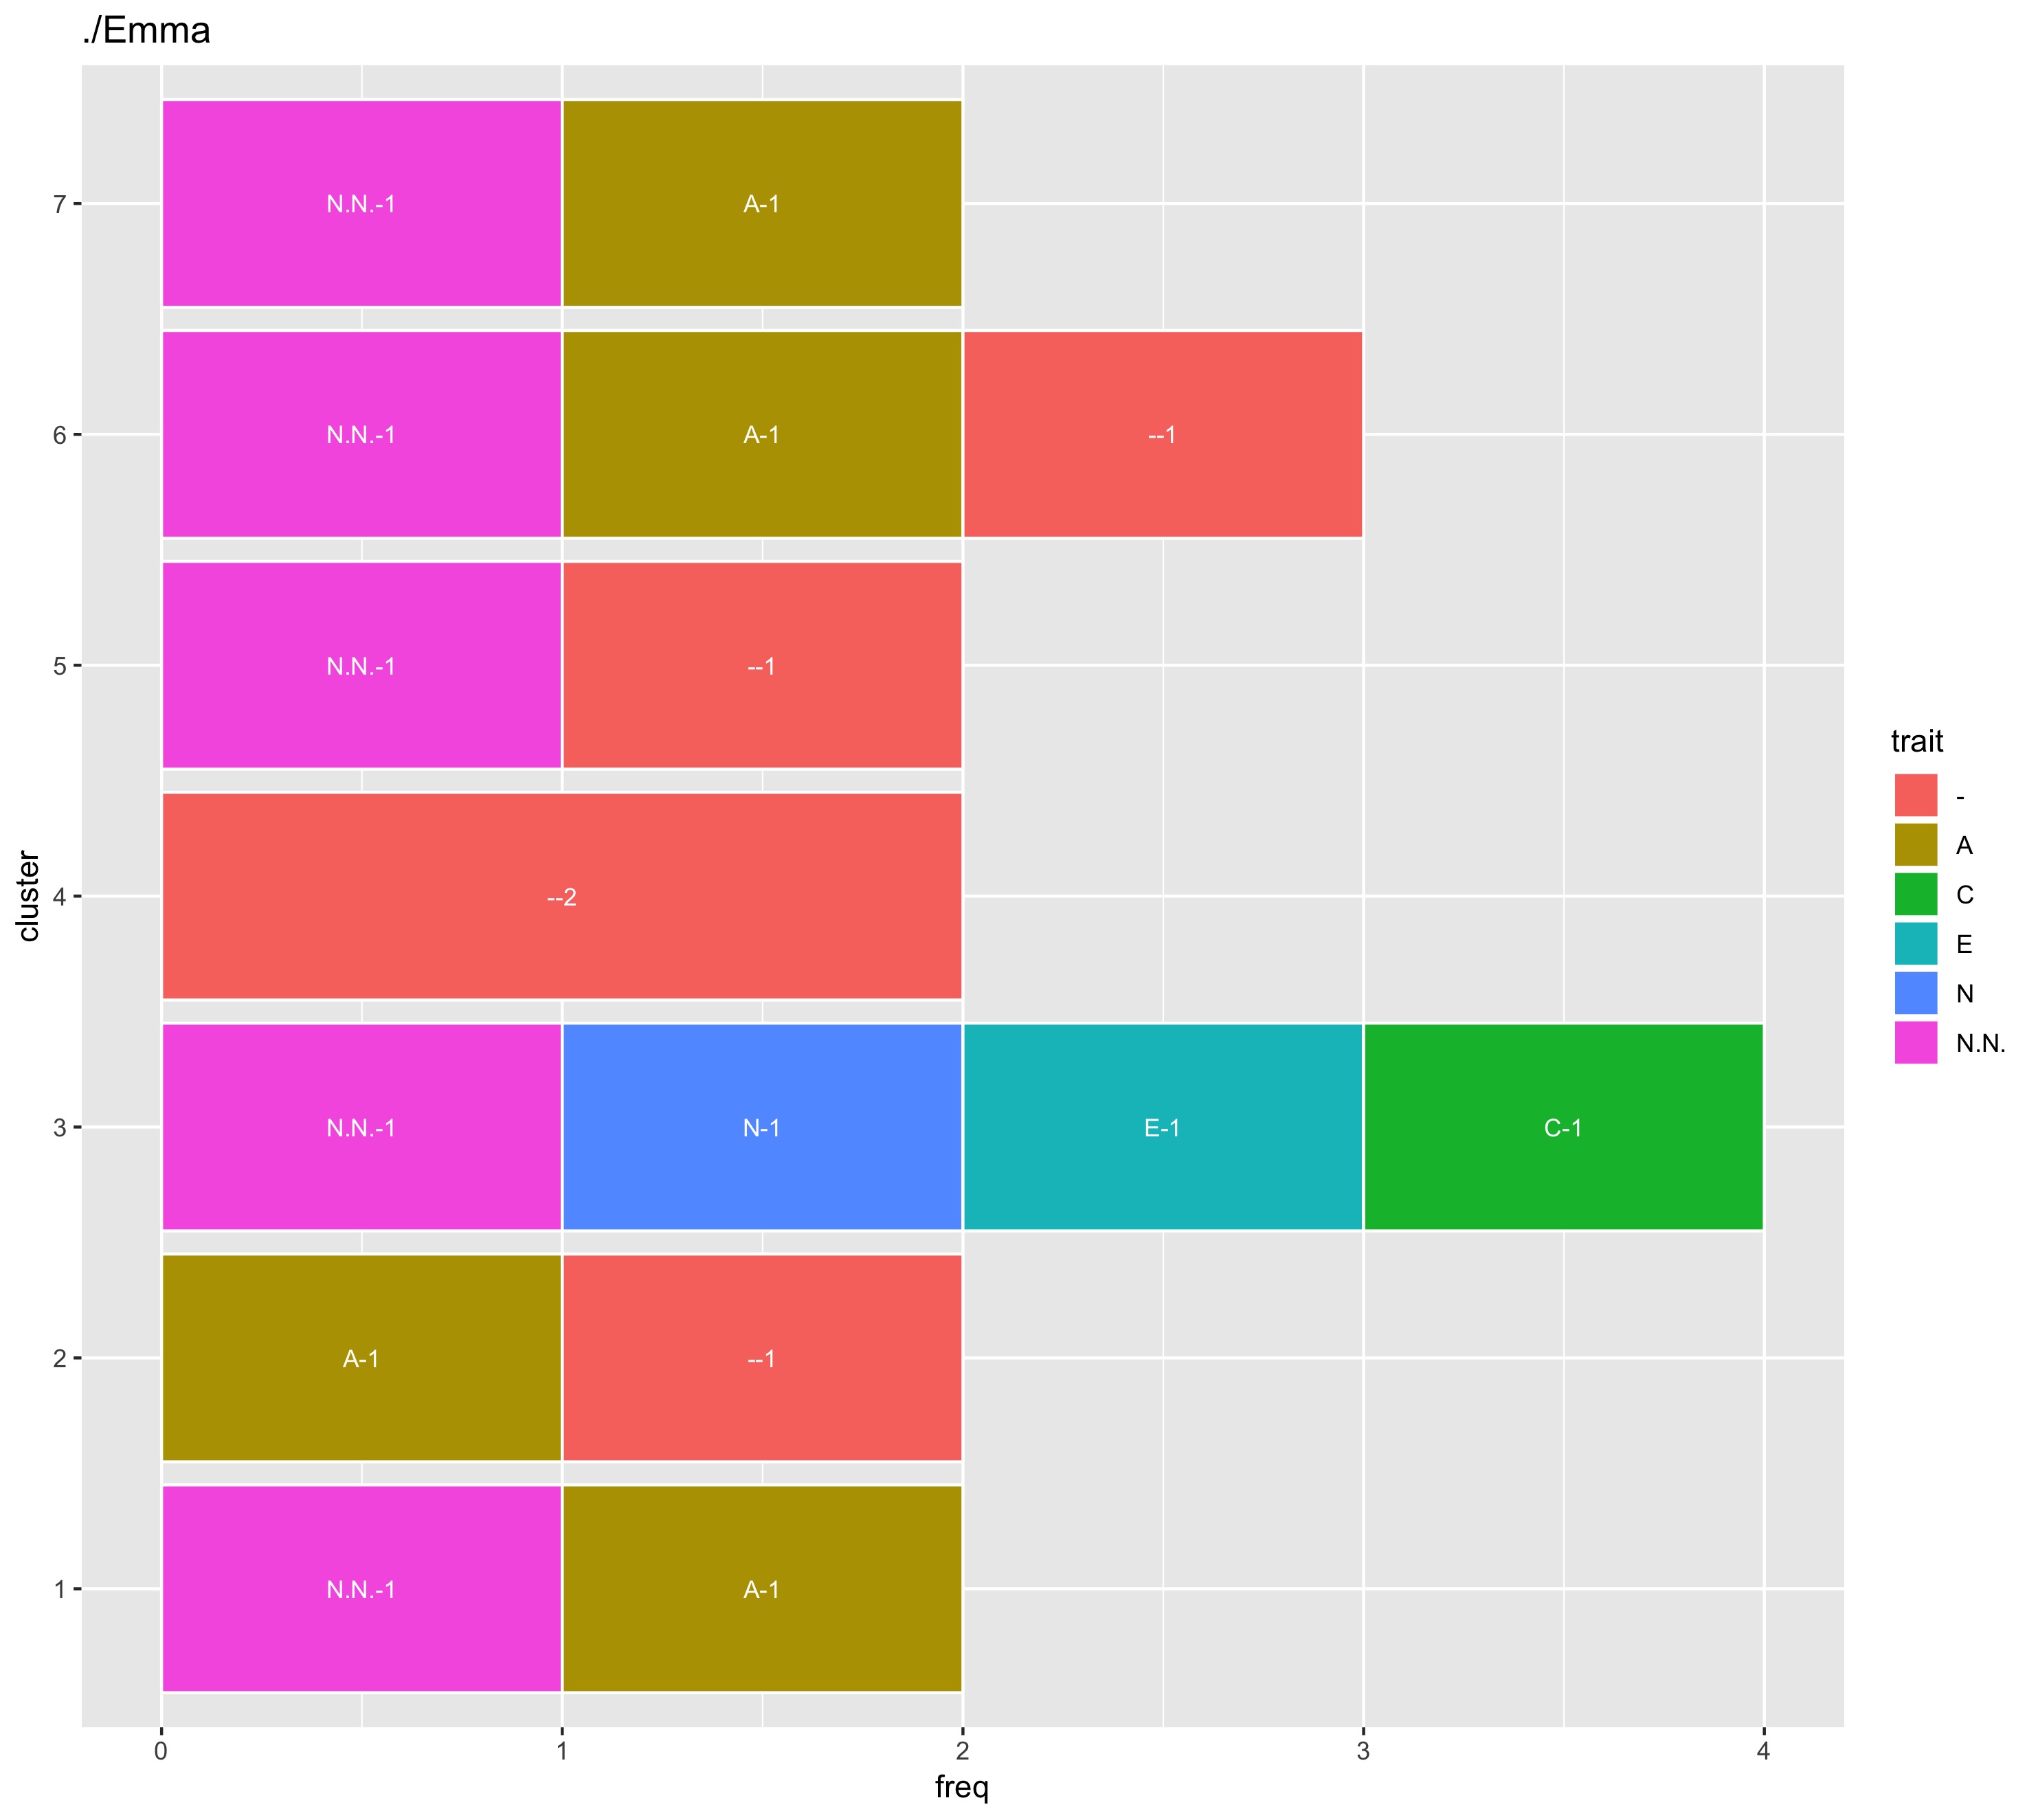 ./Emma
7
N.N.-1
A-1
6
N.N.-1
A-1
--1
5
N.N.-1
--1
4
--2
3
N.N.-1
N-1
E-1
C-1
2
A-1
--1
1
N.N.-1
A-1
cluster
0
1
2
3
4
freq
trait
-
A
C
E
N
N.N.